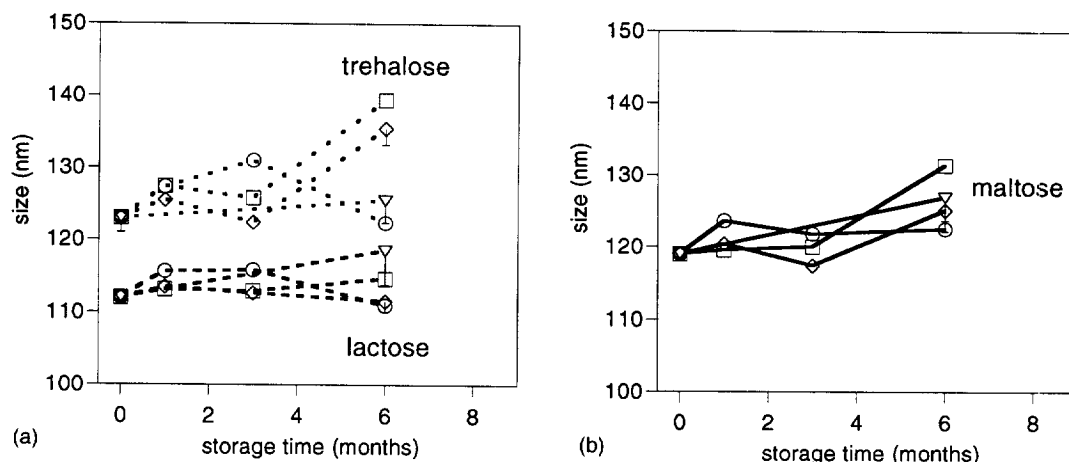 150
140
130
120
110
100
size (nm)
trehalose
lactose
0 2 4 6 8
storage time (months)
(a)
150
140
130
120
110
100
size (nm)
maltose
0 2 4 6 8
storage time (months)
(b)